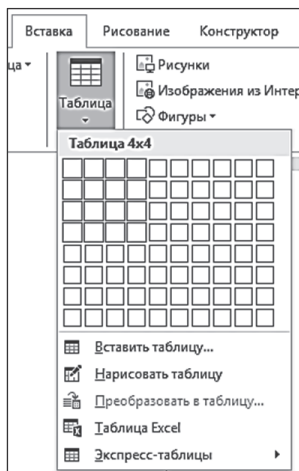 Вставка Рисование Конструктор
ца
Таблица
Рисунки
Изображения из Интер
Фигуры
Таблица 4x4
Вставить таблицу...
Нарисовать таблицу
Преобразовать в таблицу...
Таблица Excel
Экспресс-таблицы